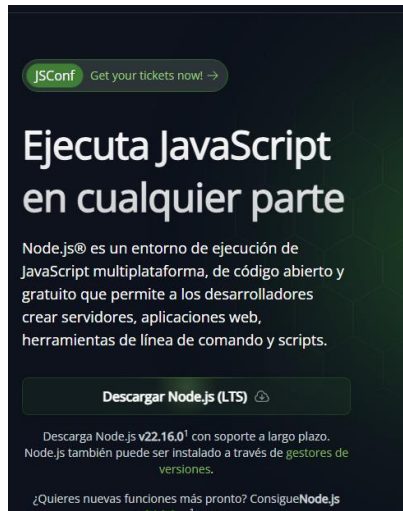 JSConf Get your tickets now! →
Ejecuta JavaScript
en cualquier parte
Node.js® es un entorno de ejecución de
JavaScript multiplataforma, de código abierto y
gratuito que permite a los desarrolladores
crear servidores, aplicaciones web,
herramientas de línea de comando y scripts.
Descargar Node.js (LTS)
Descarga Node.js v22.16.0¹ con soporte a largo plazo.
Node.js también puede ser instalado a través de gestores de
versiones.
¿Quieres nuevas funciones más pronto? ConsigueNode.js